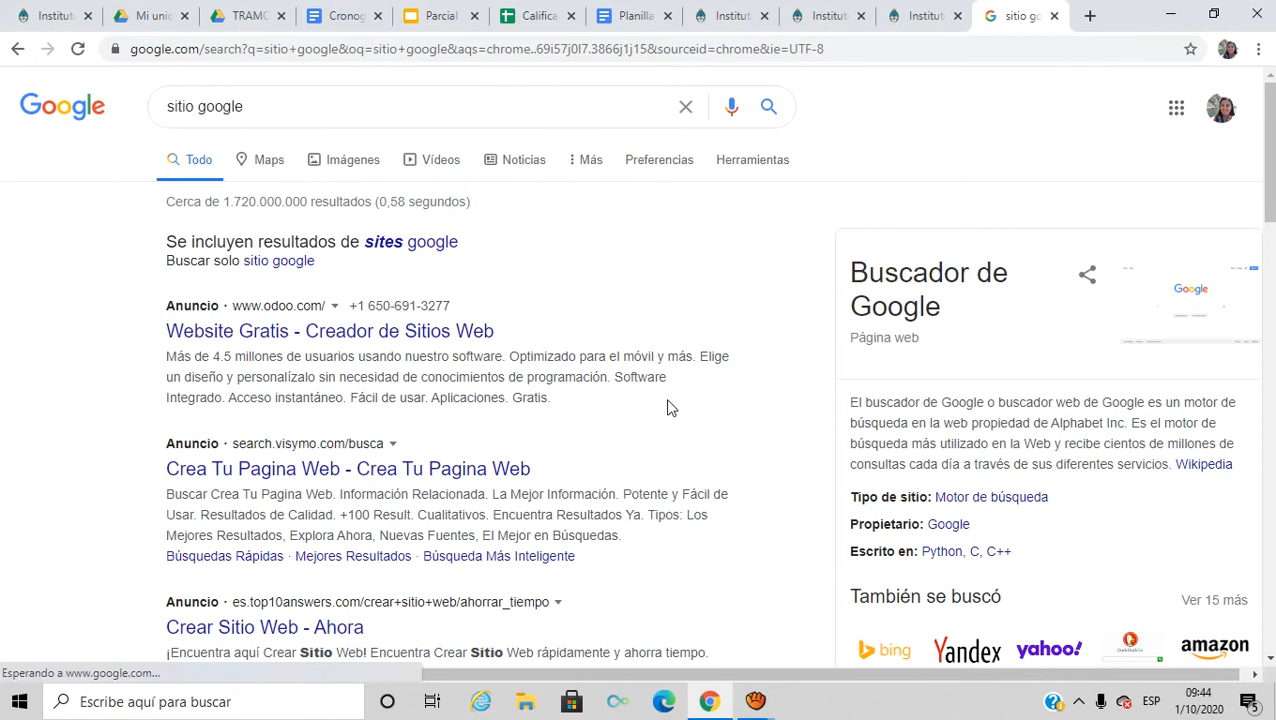 Institut
Mi uni
TRAMC
Cronog
Parcial
Califica
Planilla
Institu
Institu
Institut
sitio go
google.com/search?q=sitio+google&oq=sitio+google&aqs=chrome..69i57j0l7.3866j1j15&sourceid=chrome&ie=UTF-8
Google
sitio google
Todo
Maps
Imágenes
Vídeos
Noticias
Más
Preferencias
Herramientas
Cerca de 1.720.000.000 resultados (0,58 segundos)
Se incluyen resultados de sites google
Buscar solo sitio google
Anuncio · www.odoo.com/ +1 650-691-3277
Website Gratis - Creador de Sitios Web
Más de 4.5 millones de usuarios usando nuestro software. Optimizado para el móvil y más. Elige
un diseño y personalízalo sin necesidad de conocimientos de programación. Software
Integrado. Acceso instantáneo. Fácil de usar. Aplicaciones. Gratis.
Anuncio · search.visymo.com/busca
Crea Tu Pagina Web - Crea Tu Pagina Web
Buscar Crea Tu Pagina Web. Información Relacionada. La Mejor Información. Potente y Fácil de
Usar. Resultados de Calidad. +100 Result. Cualitativos. Encuentra Resultados Ya. Tipos: Los
Mejores Resultados, Explora Ahora, Nuevas Fuentes, El Mejor en Búsquedas.
Búsquedas Rápidas · Mejores Resultados · Búsqueda Más Inteligente
Anuncio · es.top10answers.com/crear+sitio+web/ahorrar_tiempo
Crear Sitio Web - Ahora
¡Encuentra aquí Crear Sitio Web! Encuentra Crear Sitio Web rápidamente y ahorra tiempo.
Buscador de
Google
Página web
Google
El buscador de Google o buscador web de Google es un motor de
búsqueda en la web propiedad de Alphabet Inc. Es el motor de
búsqueda más utilizado en la Web y recibe cientos de millones de
consultas cada día a través de sus diferentes servicios. Wikipedia
Tipo de sitio: Motor de búsqueda
Propietario: Google
Escrito en: Python, C, C++
También se buscó
Ver 15 más
bing
Yandex
yahoo!
amazon
Esperando a www.google.com...
Escribe aquí para buscar
ESP
09:44
1/10/2020
5